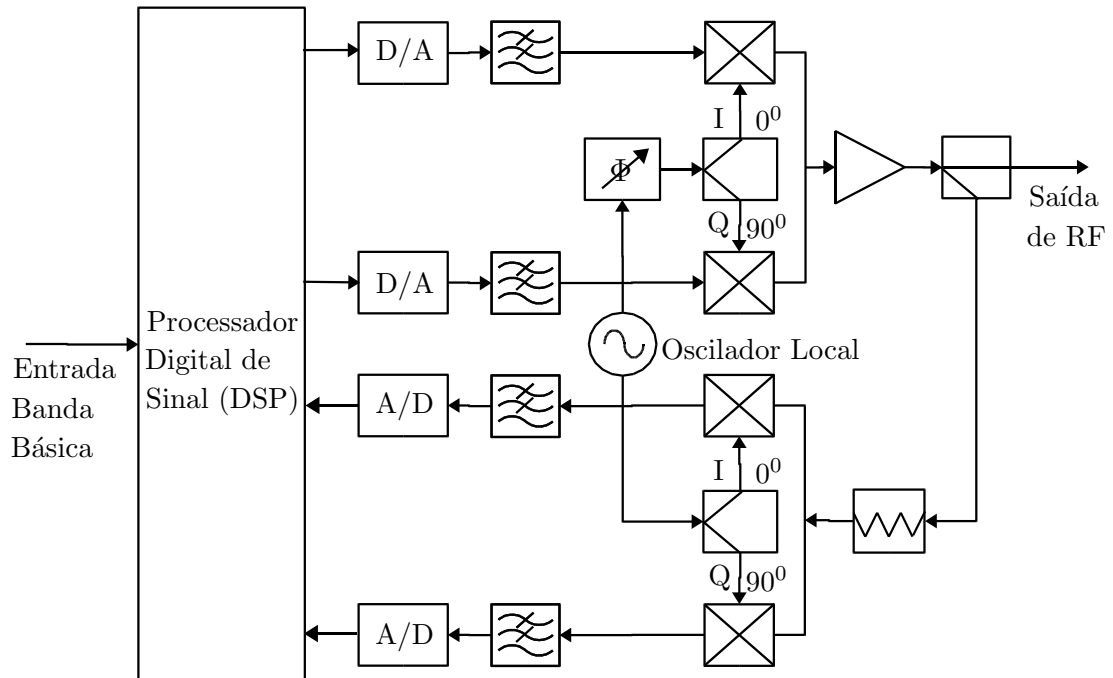 D/A
I 0⁰
Φ
Q 90⁰
Saída
de RF
D/A
Processador
Digital de
Sinal (DSP)
Entrada
Banda
Básica
Oscilador Local
A/D
I 0⁰
Q 90⁰
A/D